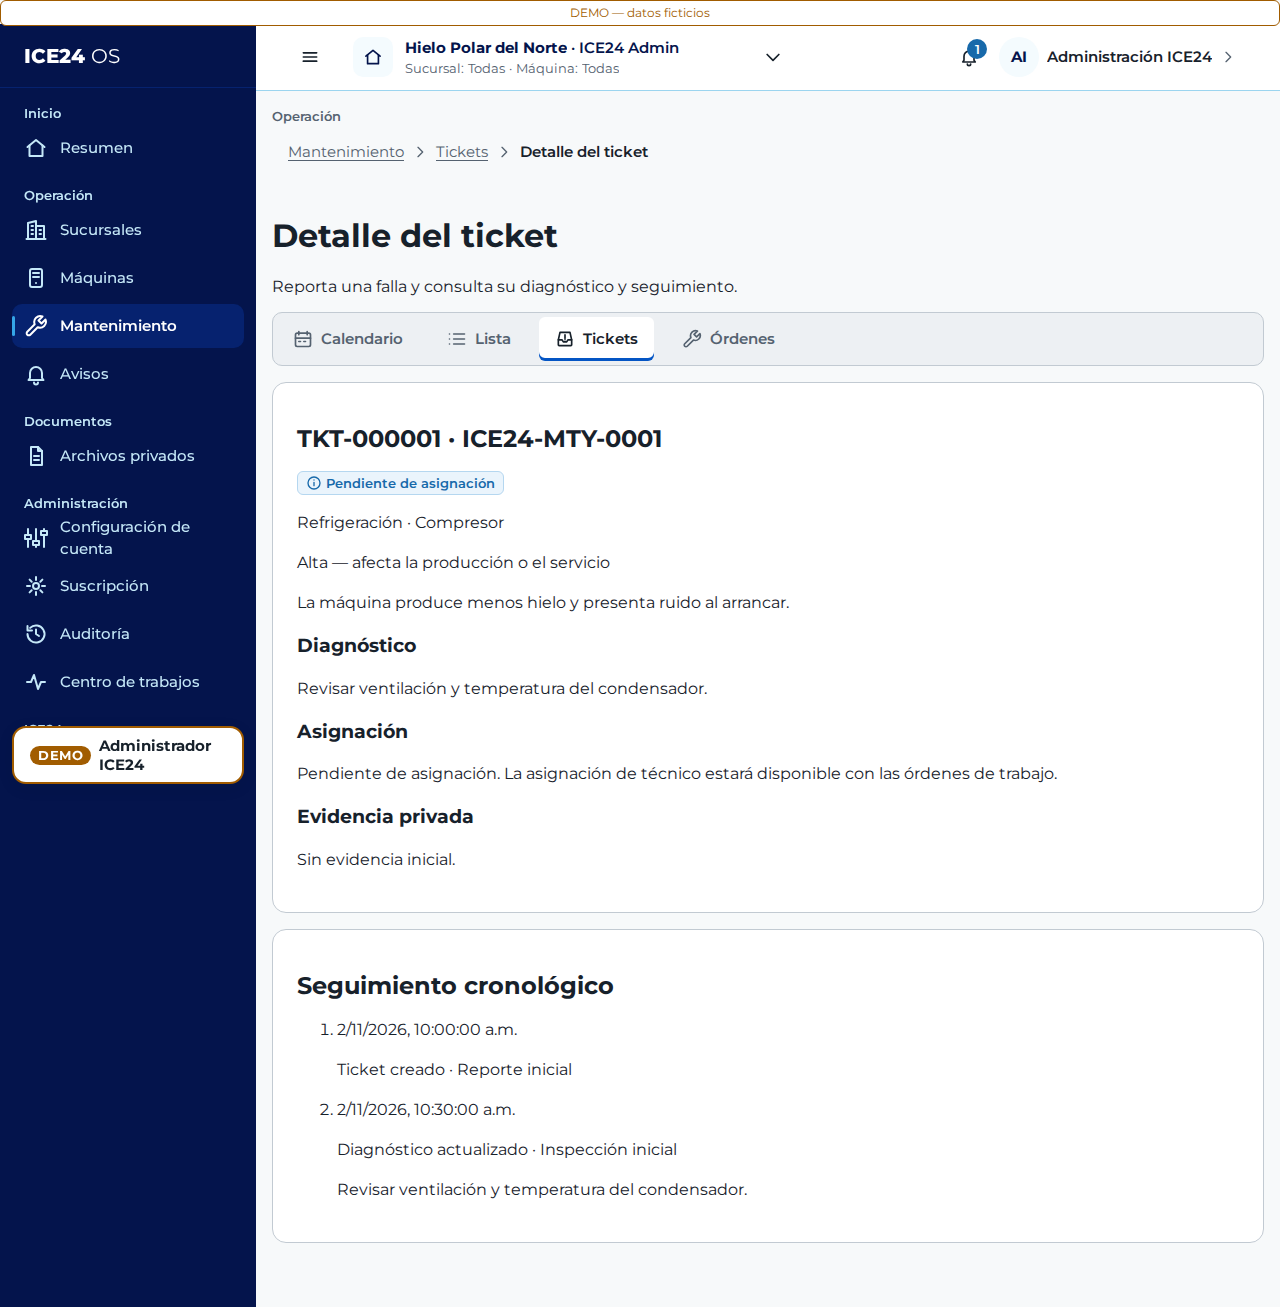 DEMO — datos ficticios
ICE24 OS
Inicio
Resumen
Operación
Sucursales
Máquinas
Mantenimiento
Avisos
Documentos
Archivos privados
Administración
Configuración de
cuenta
Suscripción
Auditoría
Centro de trabajos
DEMO
Administrador
ICE24
Hielo Polar del Norte · ICE24 Admin
Sucursal: Todas · Máquina: Todas
1
AI
Administración ICE24
Operación
Mantenimiento
Tickets
Detalle del ticket
Detalle del ticket
Reporta una falla y consulta su diagnóstico y seguimiento.
Calendario
Lista
Tickets
Órdenes
TKT-000001 · ICE24-MTY-0001
Pendiente de asignación
Refrigeración · Compresor
Alta — afecta la producción o el servicio
La máquina produce menos hielo y presenta ruido al arrancar.
Diagnóstico
Revisar ventilación y temperatura del condensador.
Asignación
Pendiente de asignación. La asignación de técnico estará disponible con las órdenes de trabajo.
Evidencia privada
Sin evidencia inicial.
Seguimiento cronológico
1. 2/11/2026, 10:00:00 a.m.
Ticket creado · Reporte inicial
2. 2/11/2026, 10:30:00 a.m.
Diagnóstico actualizado · Inspección inicial
Revisar ventilación y temperatura del condensador.